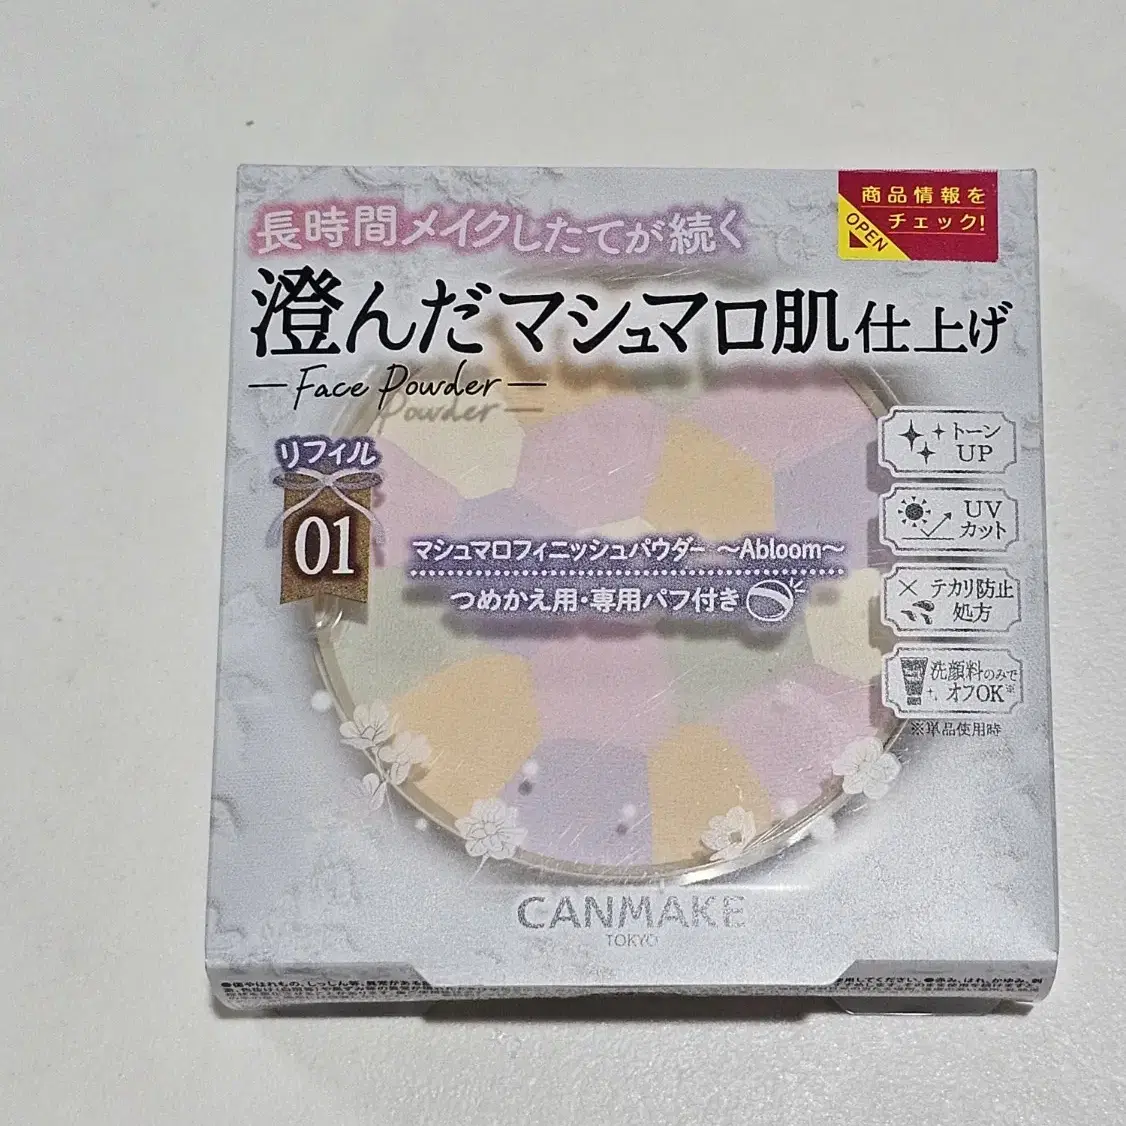 長時間メイクしたてが続く
商品情報を
チェック!
OPEN
澄んだマシュマロ肌仕上げ
Face Powder
リフィル
01
マシュマロフィニッシュパウダー 〜Abloom〜
つめかえ用・専用パフ付き
トーン
UP
UV
カット
テカリ防止
処方
洗顔料のみで
オフOK※
※単品使用時
CANMAKE
TOKYO